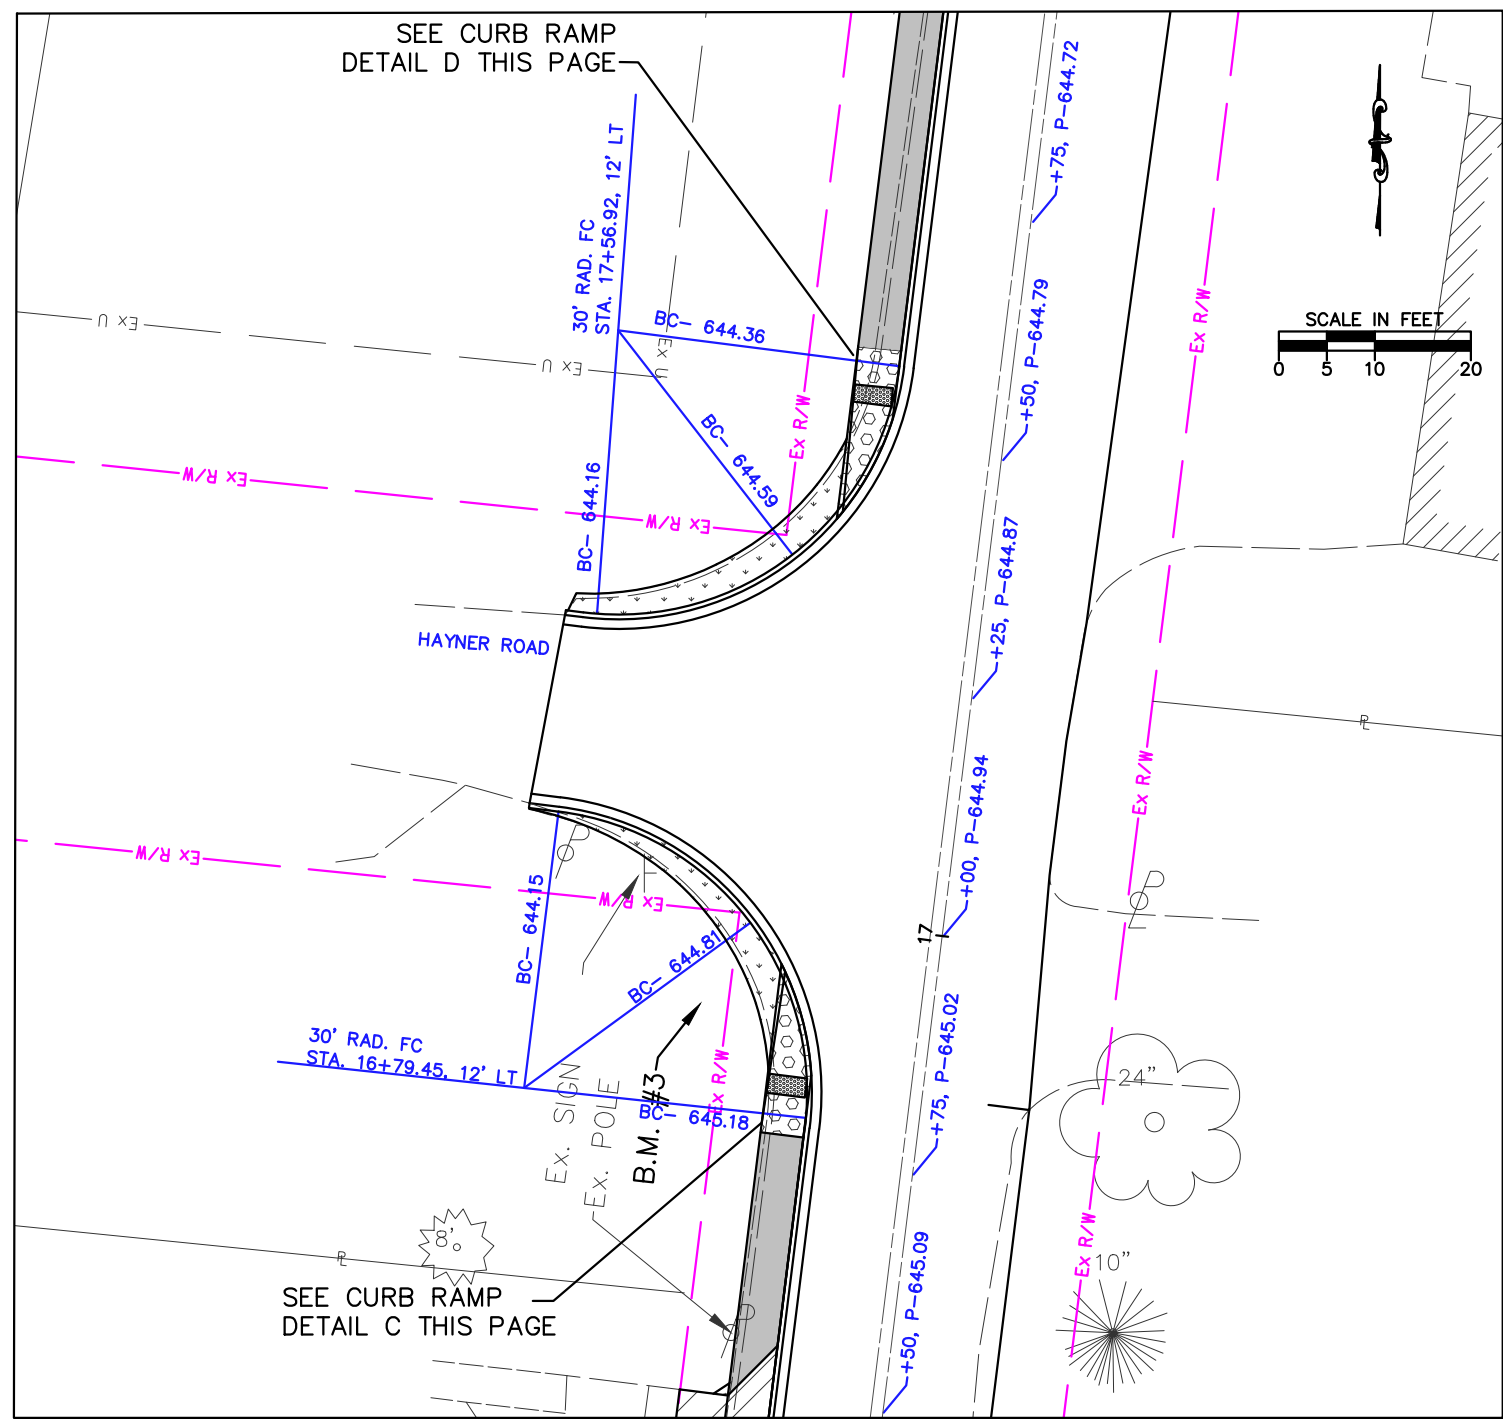 SEE CURB RAMP
DETAIL D THIS PAGE
30' RAD. FC
STA. 17+56.92, 12' LT
BC- 644.36
BC- 644.59
BC- 644.16
Ex U
Ex U
Ex U
Ex R/W
Ex R/W
Ex R/W
Ex R/W
+75, P-644.72
+50, P-644.79
+25, P-644.87
+00, P-644.94
17
+75, P-645.02
+50, P-645.09
SCALE IN FEET
0 5 10 20
HAYNER ROAD
PL
Ex R/W
Ex R/W
Ex R/W
BC- 644.15
BC- 644.81
30' RAD. FC
STA. 16+79.45, 12' LT
BC- 645.18
Ex R/W
Ex. SIGN
Ex. POLE
B.M. #3
24"
8'
PL
Ex R/W
10"
SEE CURB RAMP
DETAIL C THIS PAGE